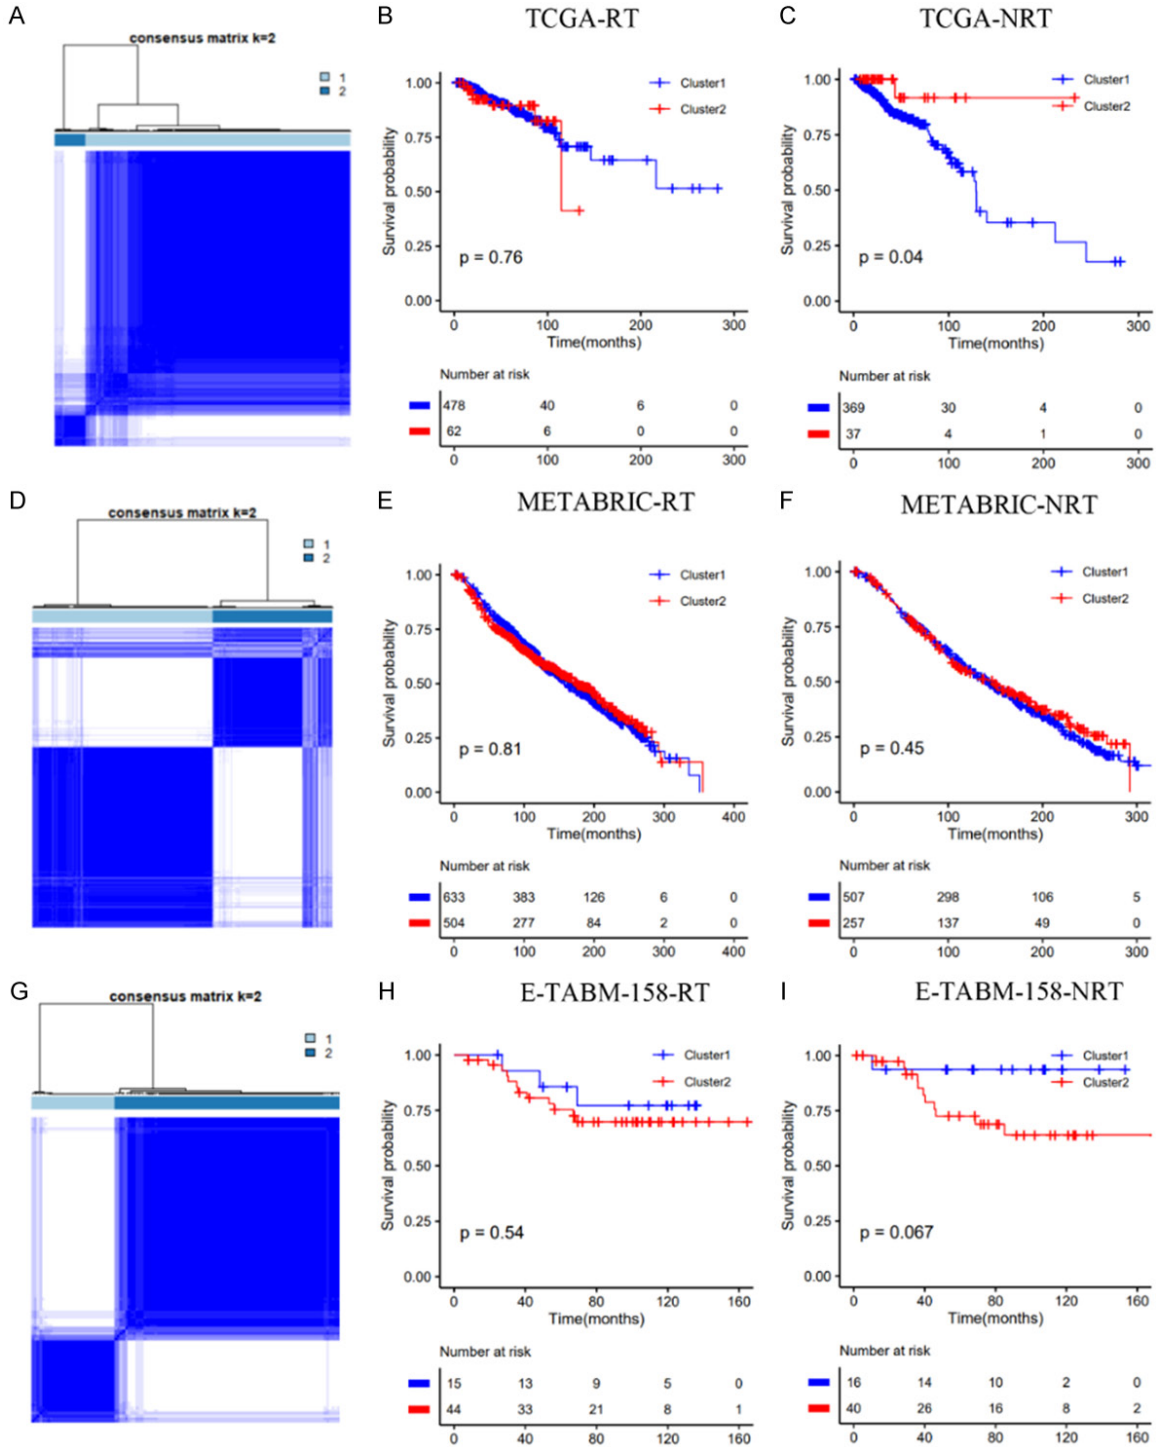 A
consensus matrix k=2
1
2
B
TCGA-RT
Survival probability
1.00
0.75
0.50
0.25
0.00
Cluster1
Cluster2
p = 0.76
0 100 200 300
Time(months)
Number at risk
478 40 6 0
62 6 0 0
0 100 200 300
C
TCGA-NRT
Survival probability
1.00
0.75
0.50
0.25
0.00
Cluster1
Cluster2
p = 0.04
0 100 200 300
Time(months)
Number at risk
369 30 4 0
37 4 1 0
0 100 200 300
D
consensus matrix k=2
1
2
E
METABRIC-RT
Survival probability
1.00
0.75
0.50
0.25
0.00
Cluster1
Cluster2
p = 0.81
0 100 200 300 400
Time(months)
Number at risk
633 383 126 6 0
504 277 84 2 0
0 100 200 300 400
F
METABRIC-NRT
Survival probability
1.00
0.75
0.50
0.25
0.00
Cluster1
Cluster2
p = 0.45
0 100 200 300
Time(months)
Number at risk
507 298 106 5
257 137 49 0
0 100 200 300
G
consensus matrix k=2
1
2
H
E-TABM-158-RT
Survival probability
1.00
0.75
0.50
0.25
0.00
Cluster1
Cluster2
p = 0.54
0 40 80 120 160
Time(months)
Number at risk
15 13 9 5 0
44 33 21 8 1
0 40 80 120 160
I
E-TABM-158-NRT
Survival probability
1.00
0.75
0.50
0.25
0.00
Cluster1
Cluster2
p = 0.067
0 40 80 120 160
Time(months)
Number at risk
16 14 10 2 0
40 26 16 8 2
0 40 80 120 160